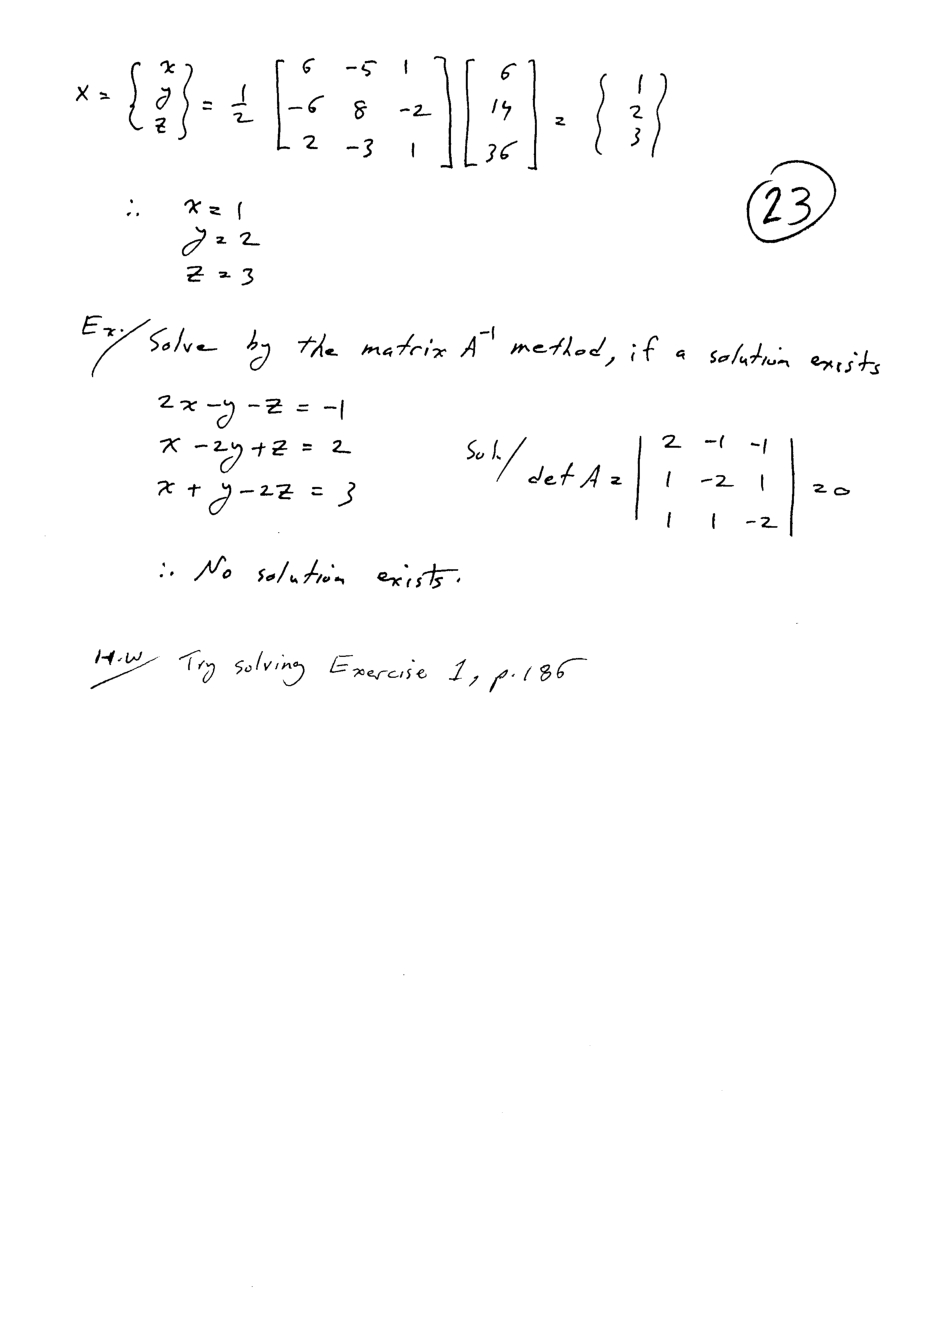 X = { x y z } = 1/2 [ 6 -5 1 ; -6 8 -2 ; 2 -3 1 ] [ 6 ; 14 ; 36 ] = { 1 2 3 }
23
∴ x = 1
y = 2
z = 3
Ex./ Solve by the matrix A⁻¹ method, if a solution exists
2x - y - z = -1
x - 2y + z = 2
x + y - 2z = 3
Sol./ det A = | 2 -1 -1 ; 1 -2 1 ; 1 1 -2 | = 0
∴ No solution exists.
H.W/ Try solving Exercise 1, p. 186